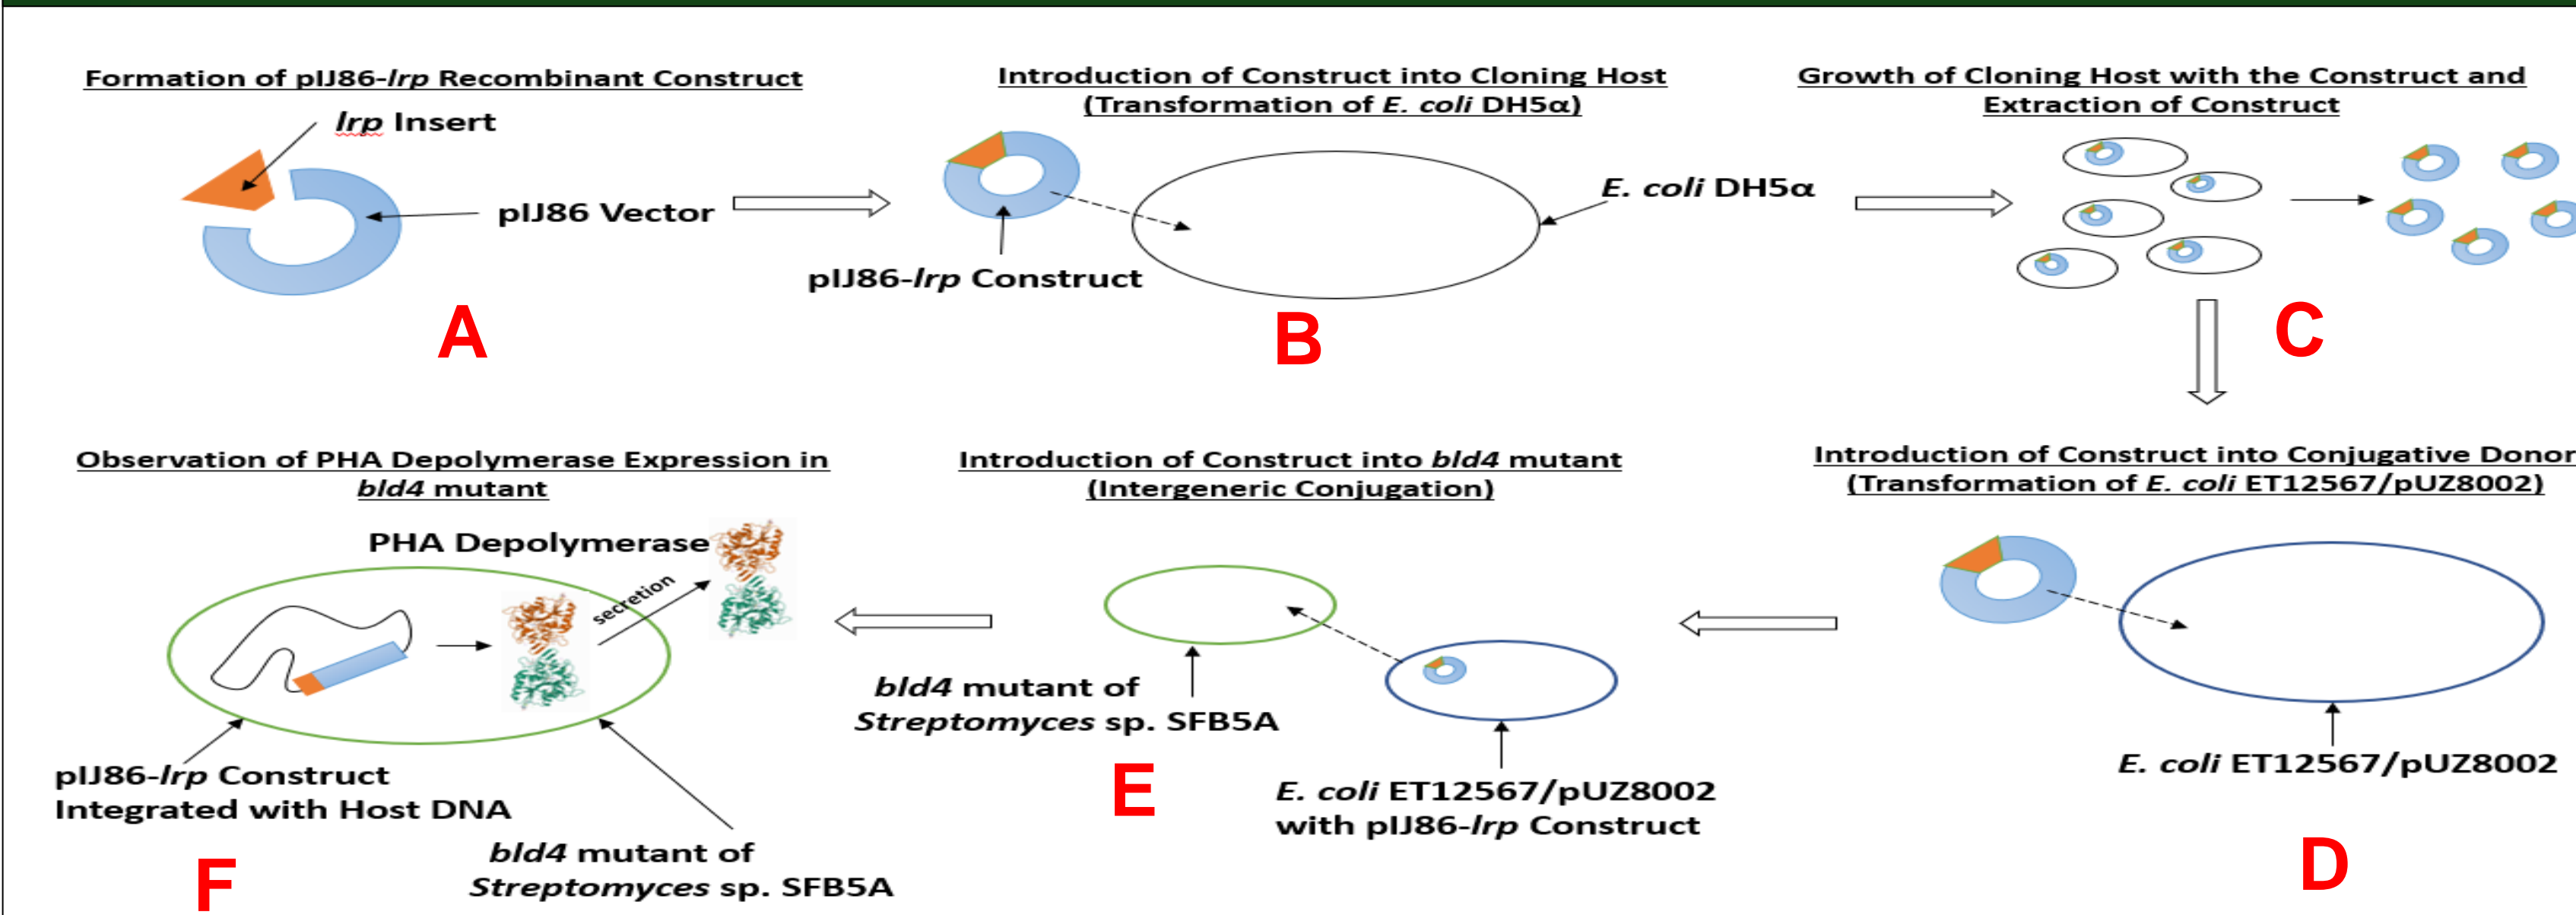 Formation of pIJ86-lrp Recombinant Construct
lrp Insert
pIJ86 Vector
A
Introduction of Construct into Cloning Host
(Transformation of E. coli DH5α)
pIJ86-lrp Construct
E. coli DH5α
B
Growth of Cloning Host with the Construct and
Extraction of Construct
C
Introduction of Construct into Conjugative Donor
(Transformation of E. coli ET12567/pUZ8002)
E. coli ET12567/pUZ8002
D
Introduction of Construct into bld4 mutant
(Intergeneric Conjugation)
bld4 mutant of
Streptomyces sp. SFB5A
E
E. coli ET12567/pUZ8002
with pIJ86-lrp Construct
Observation of PHA Depolymerase Expression in
bld4 mutant
PHA Depolymerase
secretion
pIJ86-lrp Construct
Integrated with Host DNA
bld4 mutant of
Streptomyces sp. SFB5A
F